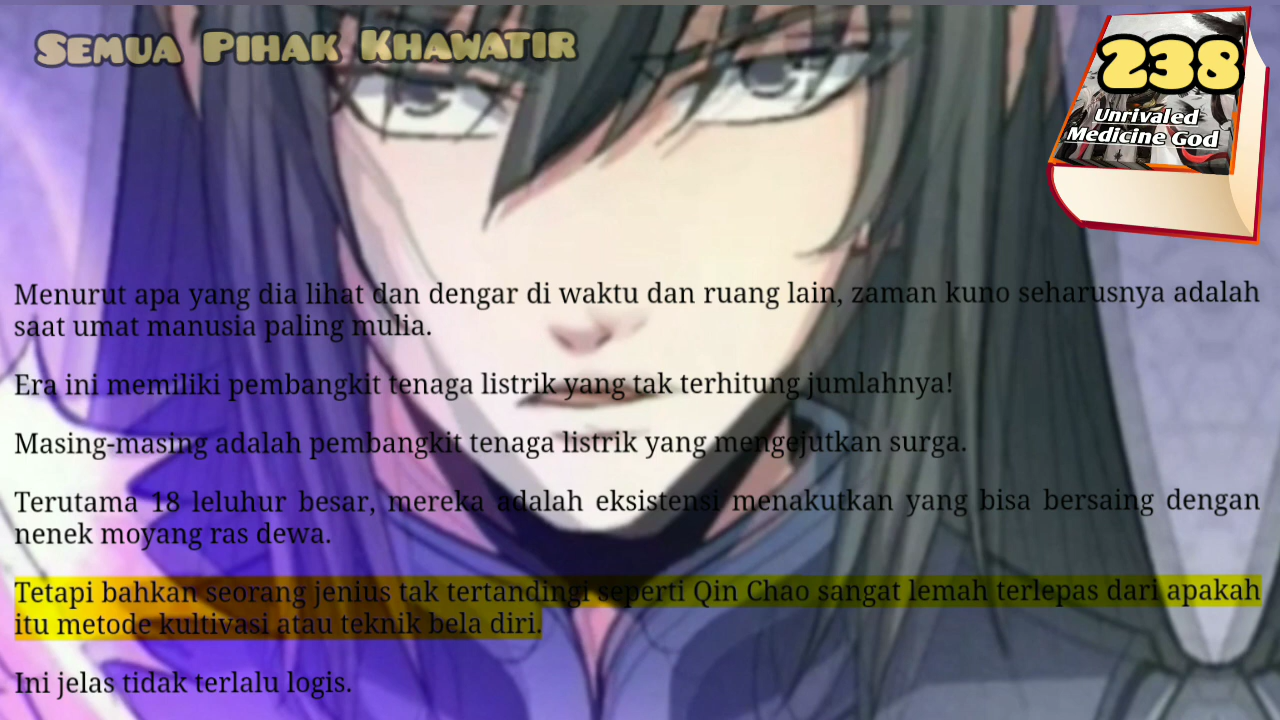 Semua Pihak Khawatir
238
Unrivaled
Medicine God
Menurut apa yang dia lihat dan dengar di waktu dan ruang lain, zaman kuno seharusnya adalah
saat umat manusia paling mulia.
Era ini memiliki pembangkit tenaga listrik yang tak terhitung jumlahnya!
Masing-masing adalah pembangkit tenaga listrik yang mengejutkan surga.
Terutama 18 leluhur besar, mereka adalah eksistensi menakutkan yang bisa bersaing dengan
nenek moyang ras dewa.
Tetapi bahkan seorang jenius tak tertandingi seperti Qin Chao sangat lemah terlepas dari apakah
itu metode kultivasi atau teknik bela diri.
Ini jelas tidak terlalu logis.